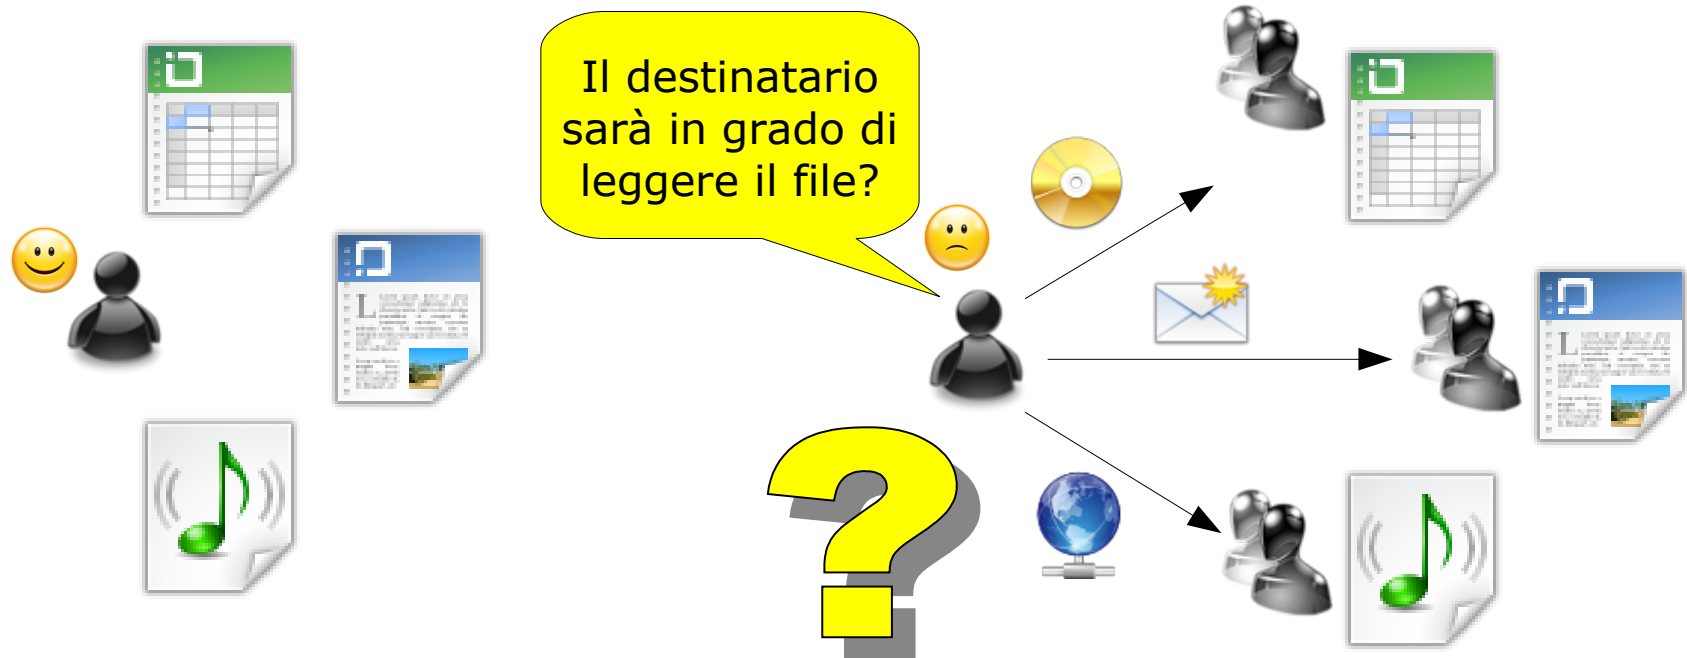 Il destinatario
sarà in grado di
leggere il file?
?